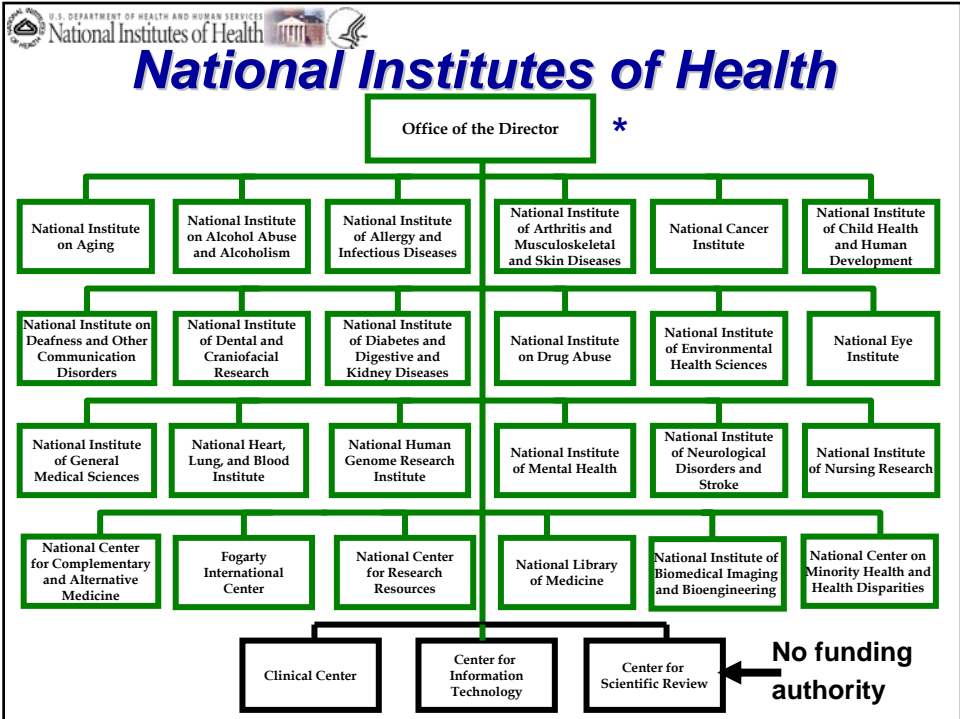 U.S. DEPARTMENT OF HEALTH AND HUMAN SERVICES
National Institutes of Health
National Institutes of Health
Office of the Director
*
National Institute
on Aging
National Institute
on Alcohol Abuse
and Alcoholism
National Institute
of Allergy and
Infectious Diseases
National Institute
of Arthritis and
Musculoskeletal
and Skin Diseases
National Cancer
Institute
National Institute
of Child Health
and Human
Development
National Institute on
Deafness and Other
Communication
Disorders
National Institute
of Dental and
Craniofacial
Research
National Institute
of Diabetes and
Digestive and
Kidney Diseases
National Institute
on Drug Abuse
National Institute
of Environmental
Health Sciences
National Eye
Institute
National Institute
of General
Medical Sciences
National Heart,
Lung, and Blood
Institute
National Human
Genome Research
Institute
National Institute
of Mental Health
National Institute
of Neurological
Disorders and
Stroke
National Institute
of Nursing Research
National Center
for Complementary
and Alternative
Medicine
Fogarty
International
Center
National Center
for Research
Resources
National Library
of Medicine
National Institute of
Biomedical Imaging
and Bioengineering
National Center on
Minority Health and
Health Disparities
Clinical Center
Center for
Information
Technology
Center for
Scientific Review
No funding
authority